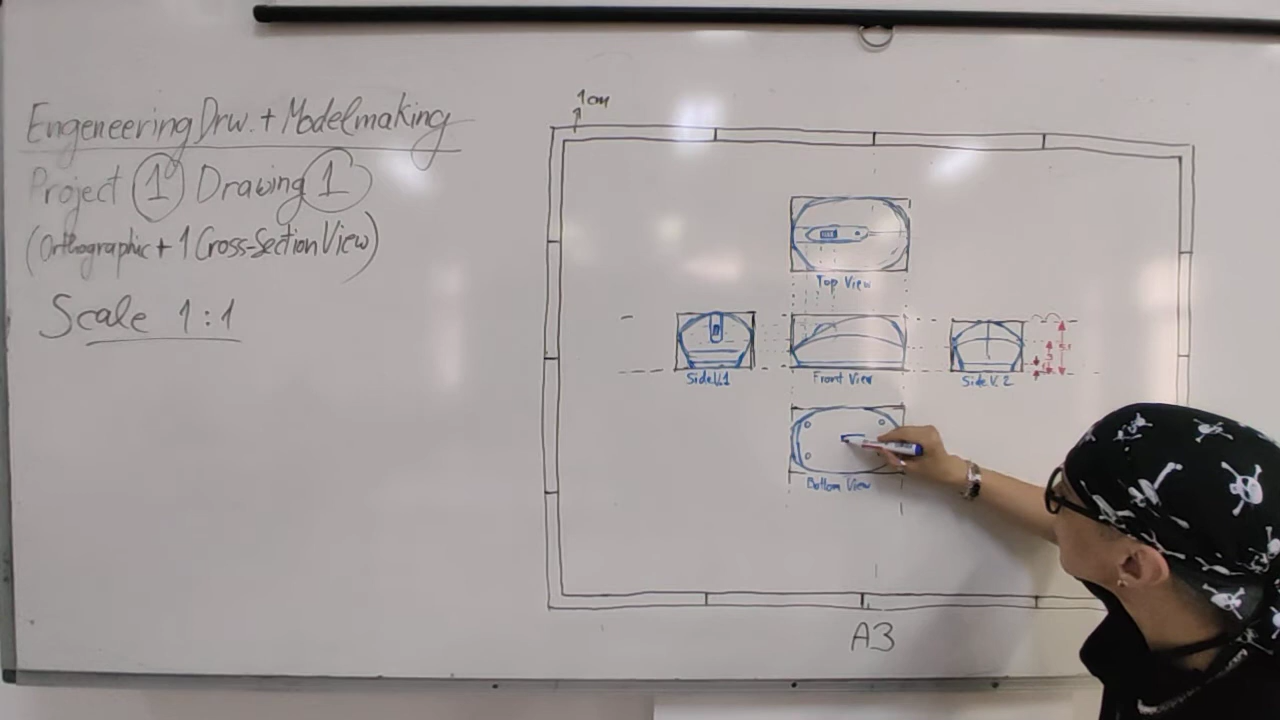 Engeneering Drw. + Modelmaking
Project 1 Drawing 1
(Orthographic + 1 Cross-Section View)
Scale 1:1
1cm
Top View
Side V.1
Front View
Side V. 2
Bottom View
A3